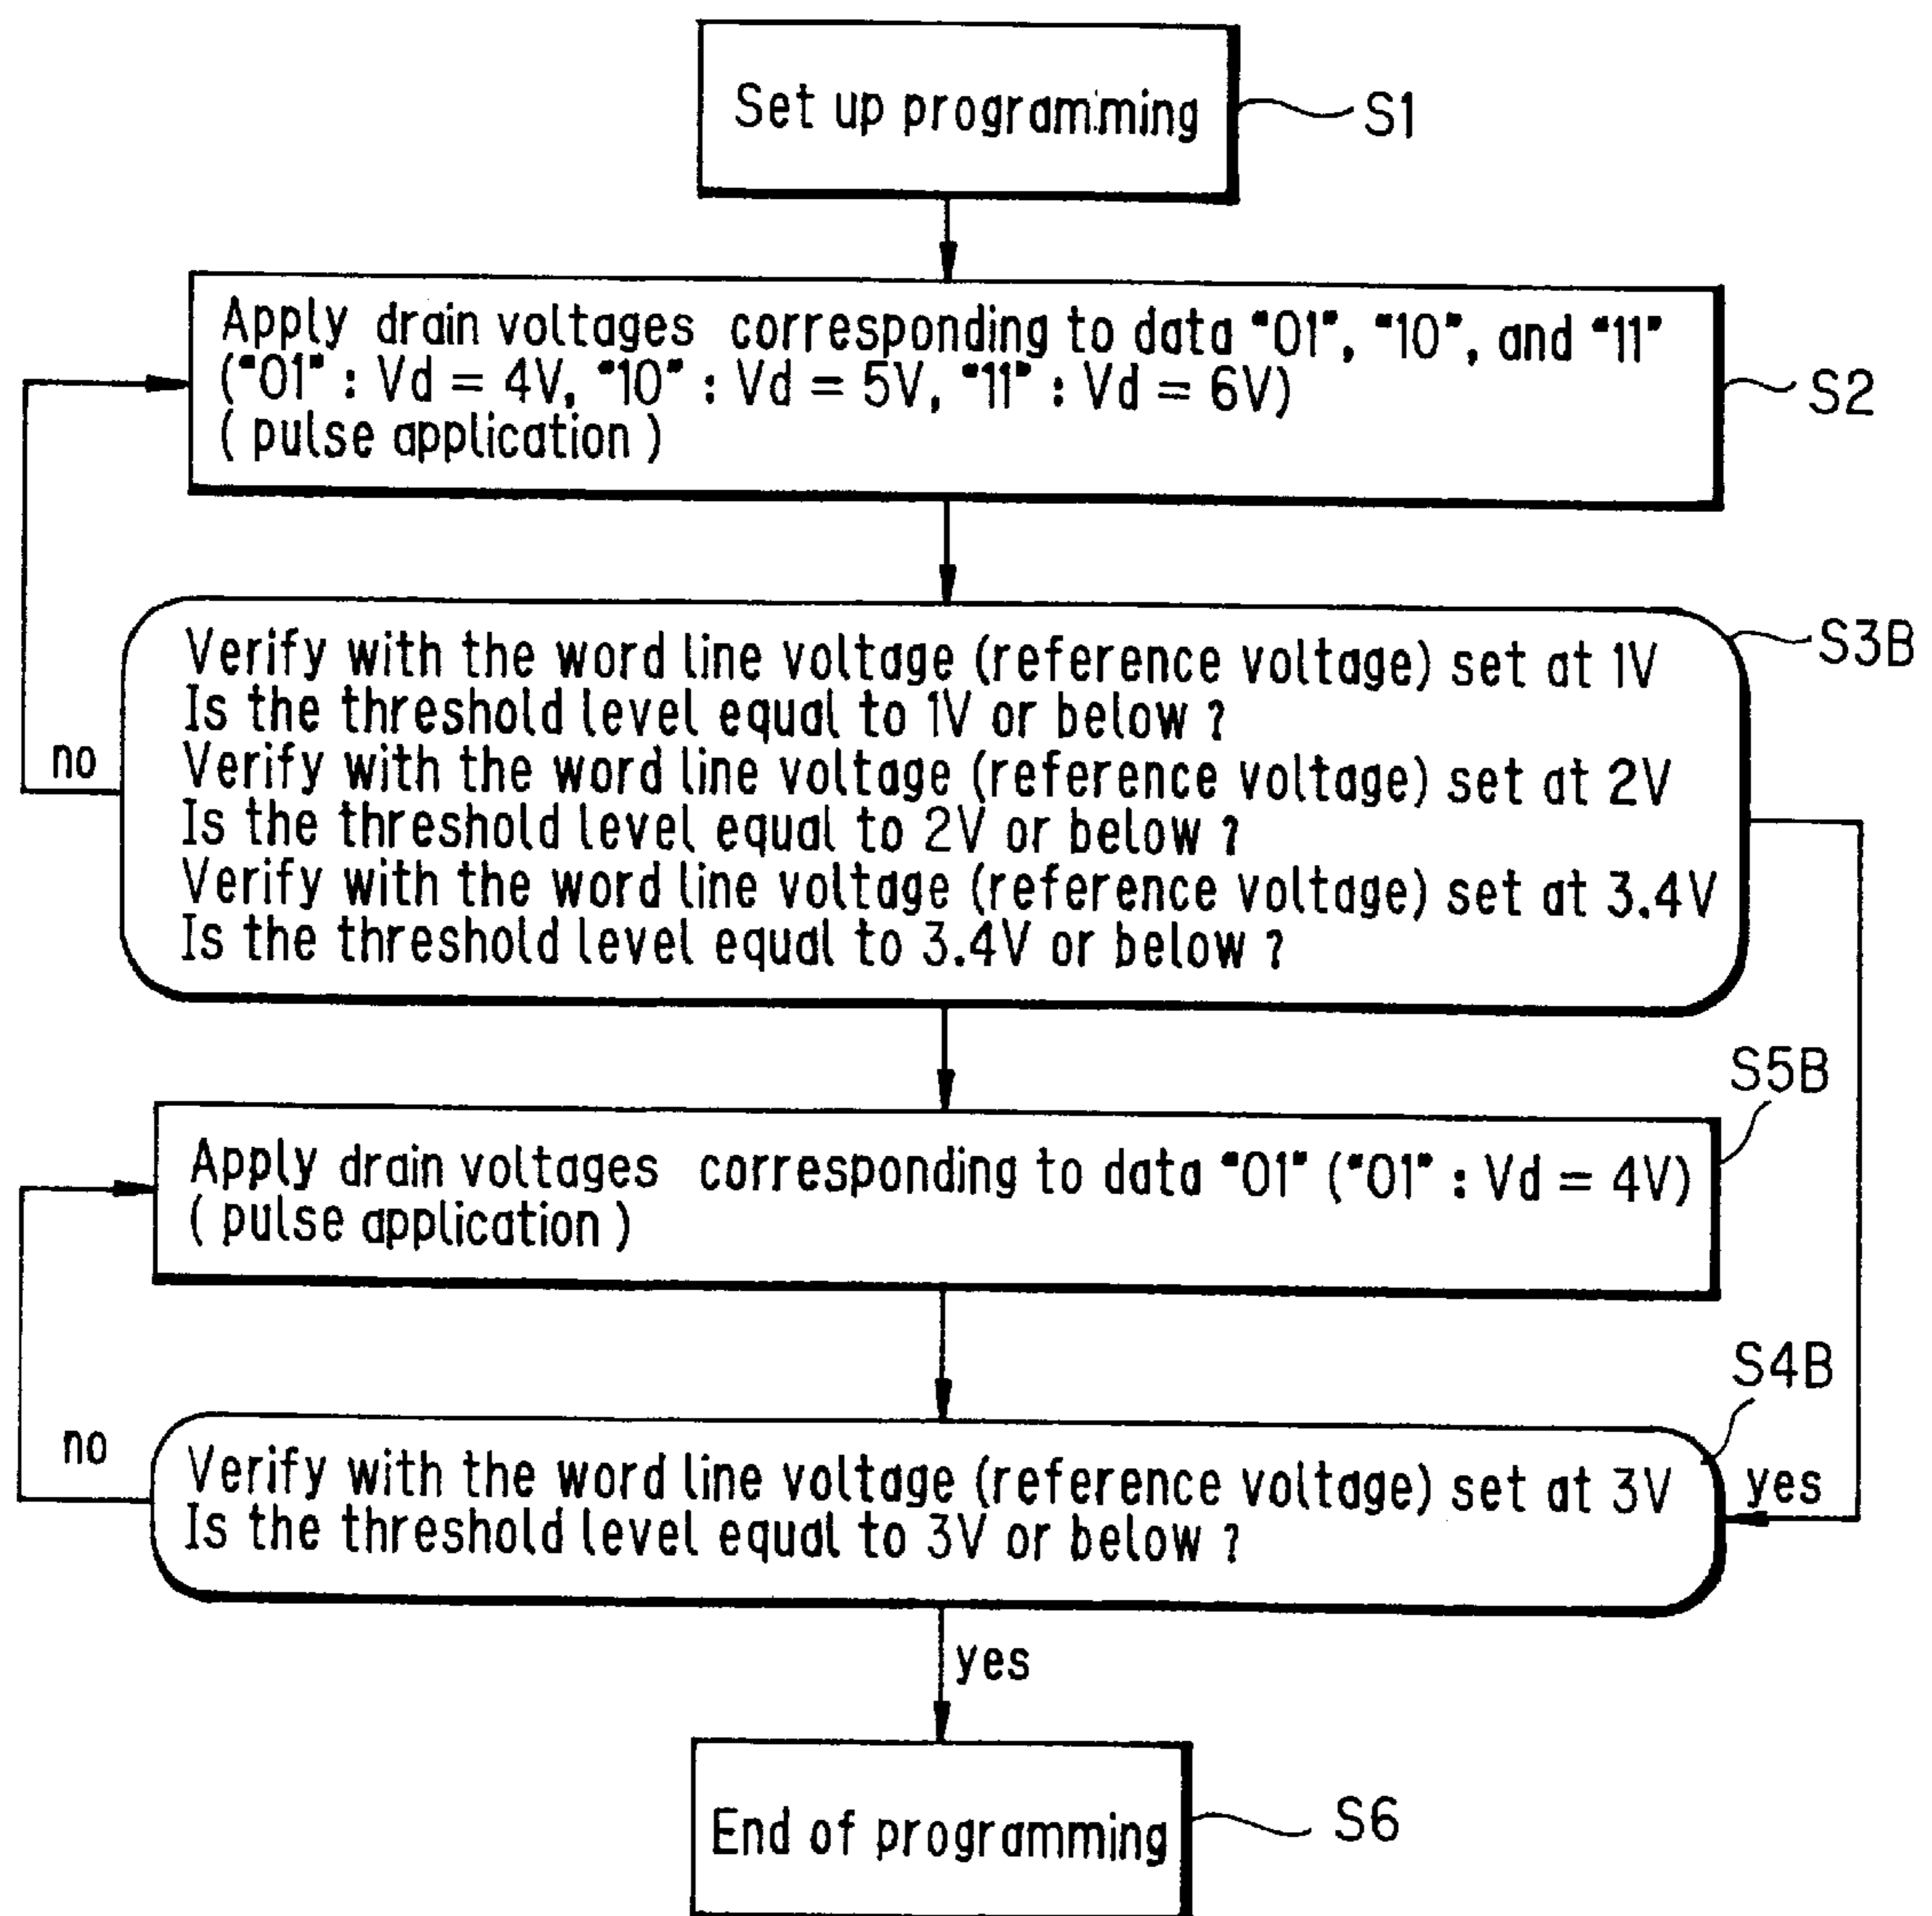 Set up programming
S1
Apply drain voltages corresponding to data "01", "10", and "11"
("01" : Vd = 4V, "10" : Vd = 5V, "11" : Vd = 6V)
( pulse application )
S2
S3B
Verify with the word line voltage (reference voltage) set at 1V
Is the threshold level equal to 1V or below ?
Verify with the word line voltage (reference voltage) set at 2V
Is the threshold level equal to 2V or below ?
Verify with the word line voltage (reference voltage) set at 3.4V
Is the threshold level equal to 3.4V or below ?
no
S5B
Apply drain voltages corresponding to data "01" ("01" : Vd = 4V)
( pulse application )
S4B
no
Verify with the word line voltage (reference voltage) set at 3V
Is the threshold level equal to 3V or below ?
yes
yes
End of programming
S6